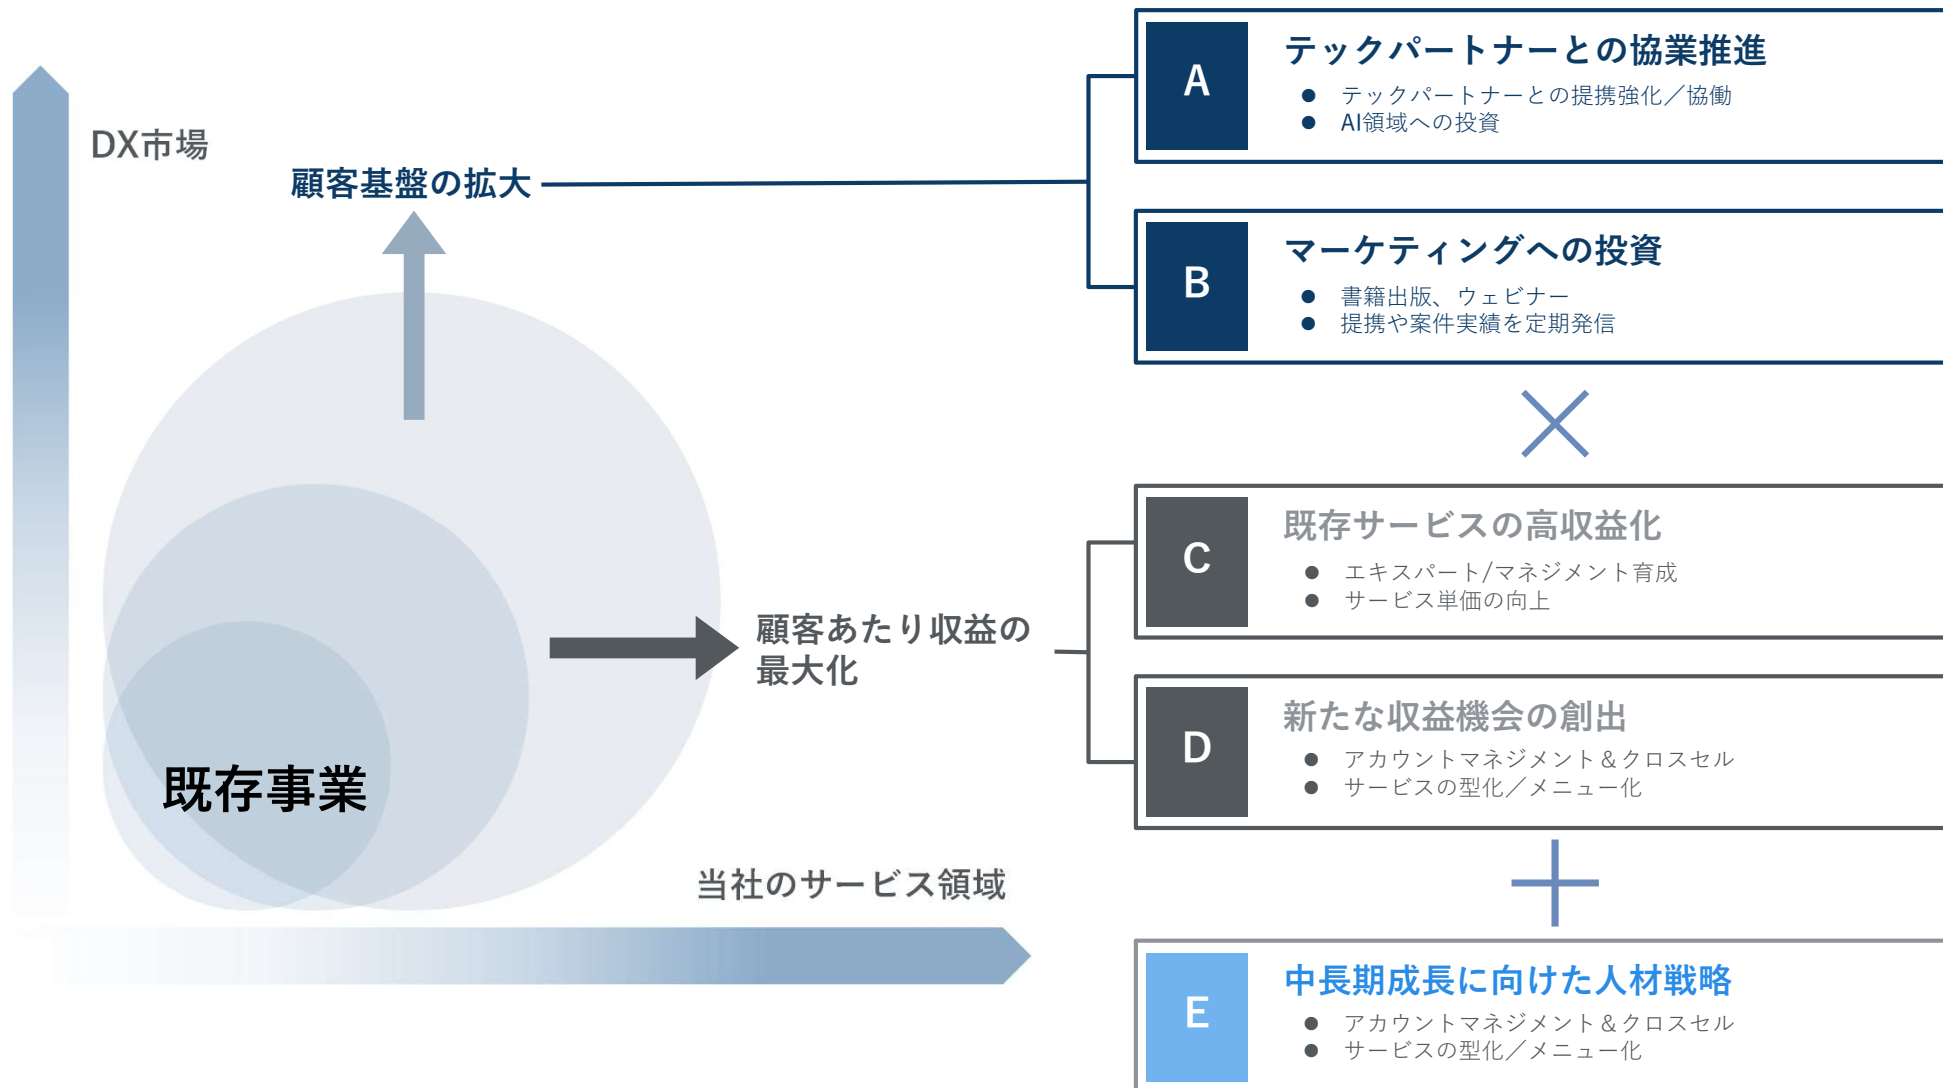 DX市場
顧客基盤の拡大
既存事業
顧客あたり収益の
最大化
当社のサービス領域
A
テックパートナーとの協業推進
● テックパートナーとの提携強化／協働
● AI領域への投資
B
マーケティングへの投資
● 書籍出版、ウェビナー
● 提携や案件実績を定期発信
C
既存サービスの高収益化
● エキスパート/マネジメント育成
● サービス単価の向上
D
新たな収益機会の創出
● アカウントマネジメント＆クロスセル
● サービスの型化／メニュー化
E
中長期成長に向けた人材戦略
● アカウントマネジメント＆クロスセル
● サービスの型化／メニュー化